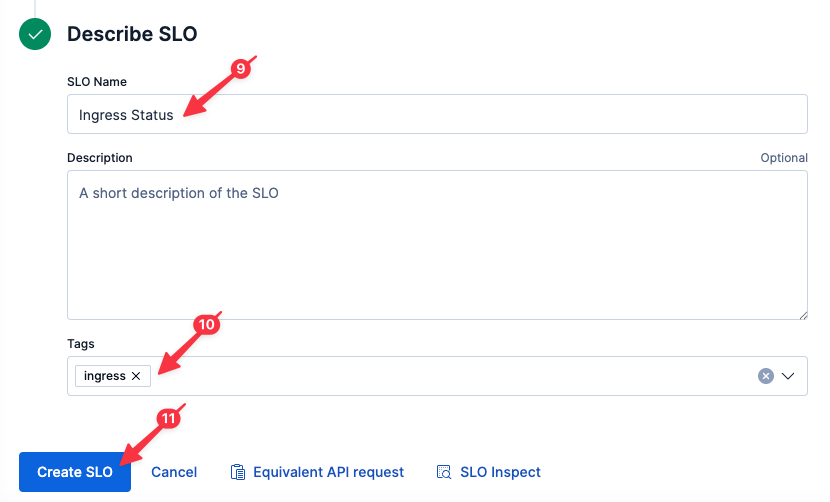 Describe SLO
SLO Name
9
Ingress Status
Description Optional
A short description of the SLO
10
Tags
ingress
11
Create SLO Cancel Equivalent API request SLO Inspect